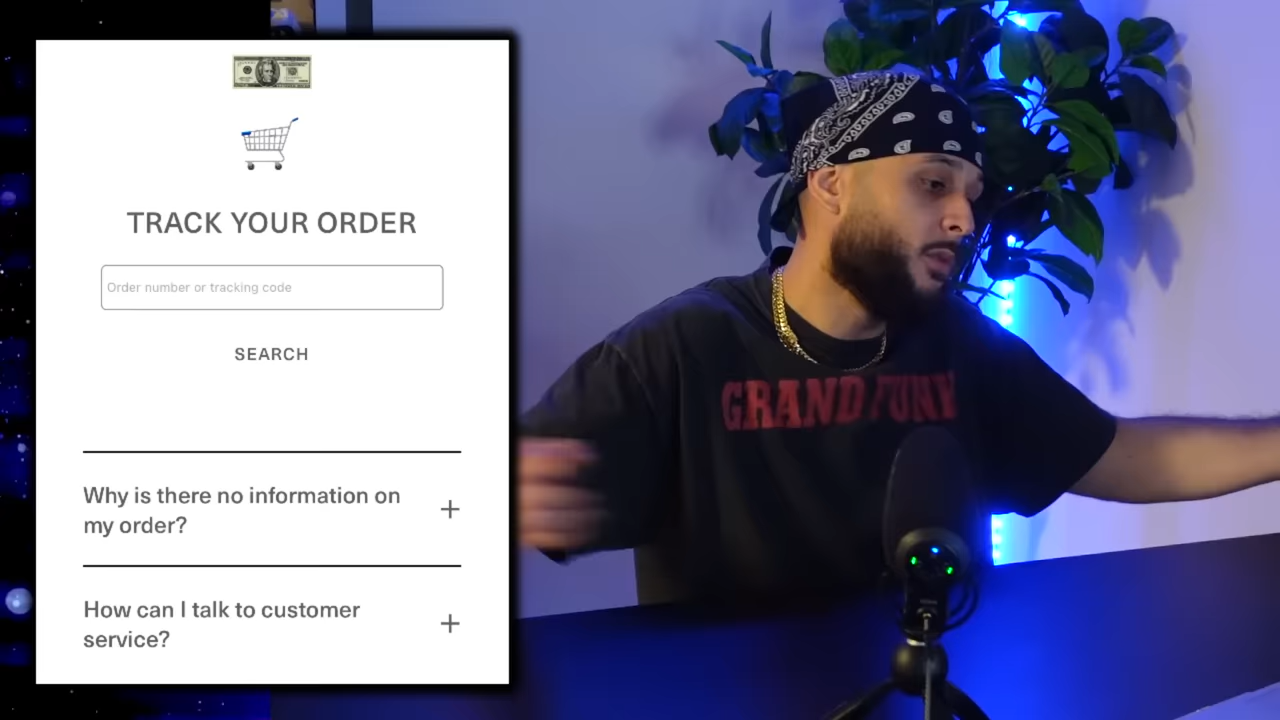 TRACK YOUR ORDER
Order number or tracking code
SEARCH
Why is there no information on
my order?
How can I talk to customer
service?
GRAND FUNK